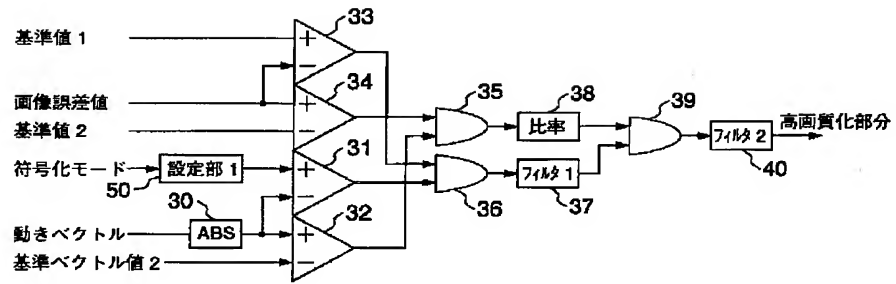 基準値 1
画像誤差値
基準値 2
符号化モード
50
設定部 1
動きベクトル
30
ABS
基準ベクトル値 2
33
+
−
34
+
−
31
+
−
32
+
−
35
36
38
比率
フィルタ 1
37
39
フィルタ 2
40
高画質化部分